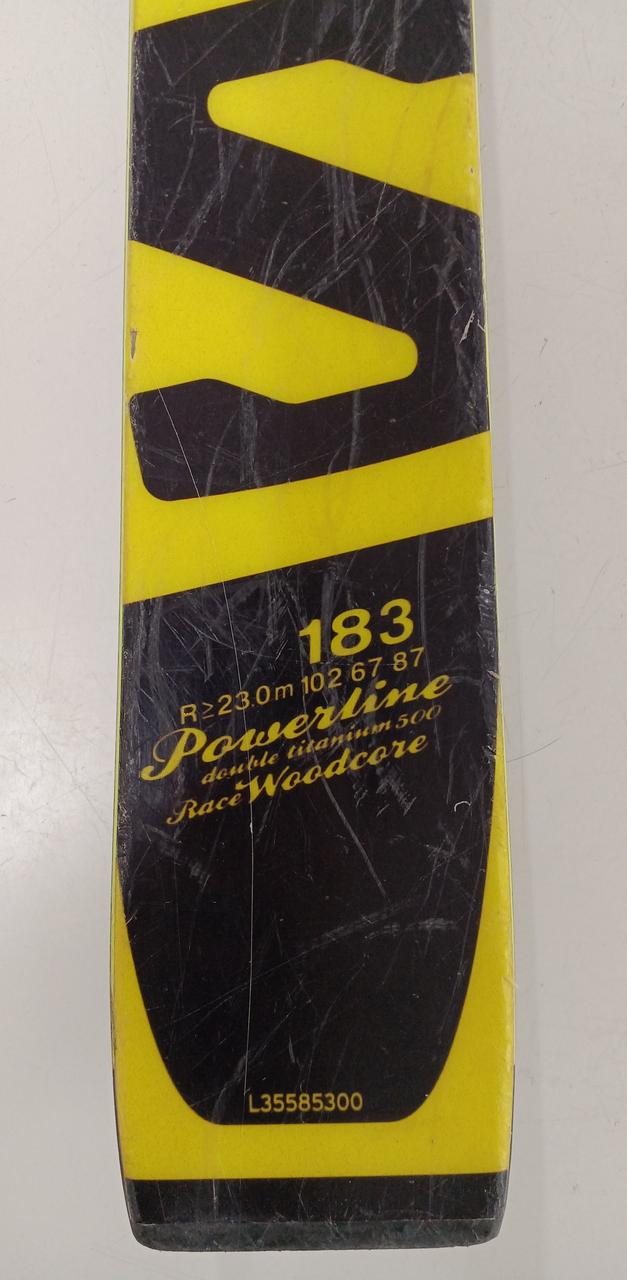 183
R≥23.0m 102 67 87
Powerline
double titanium 500
Race Woodcore
L35585300